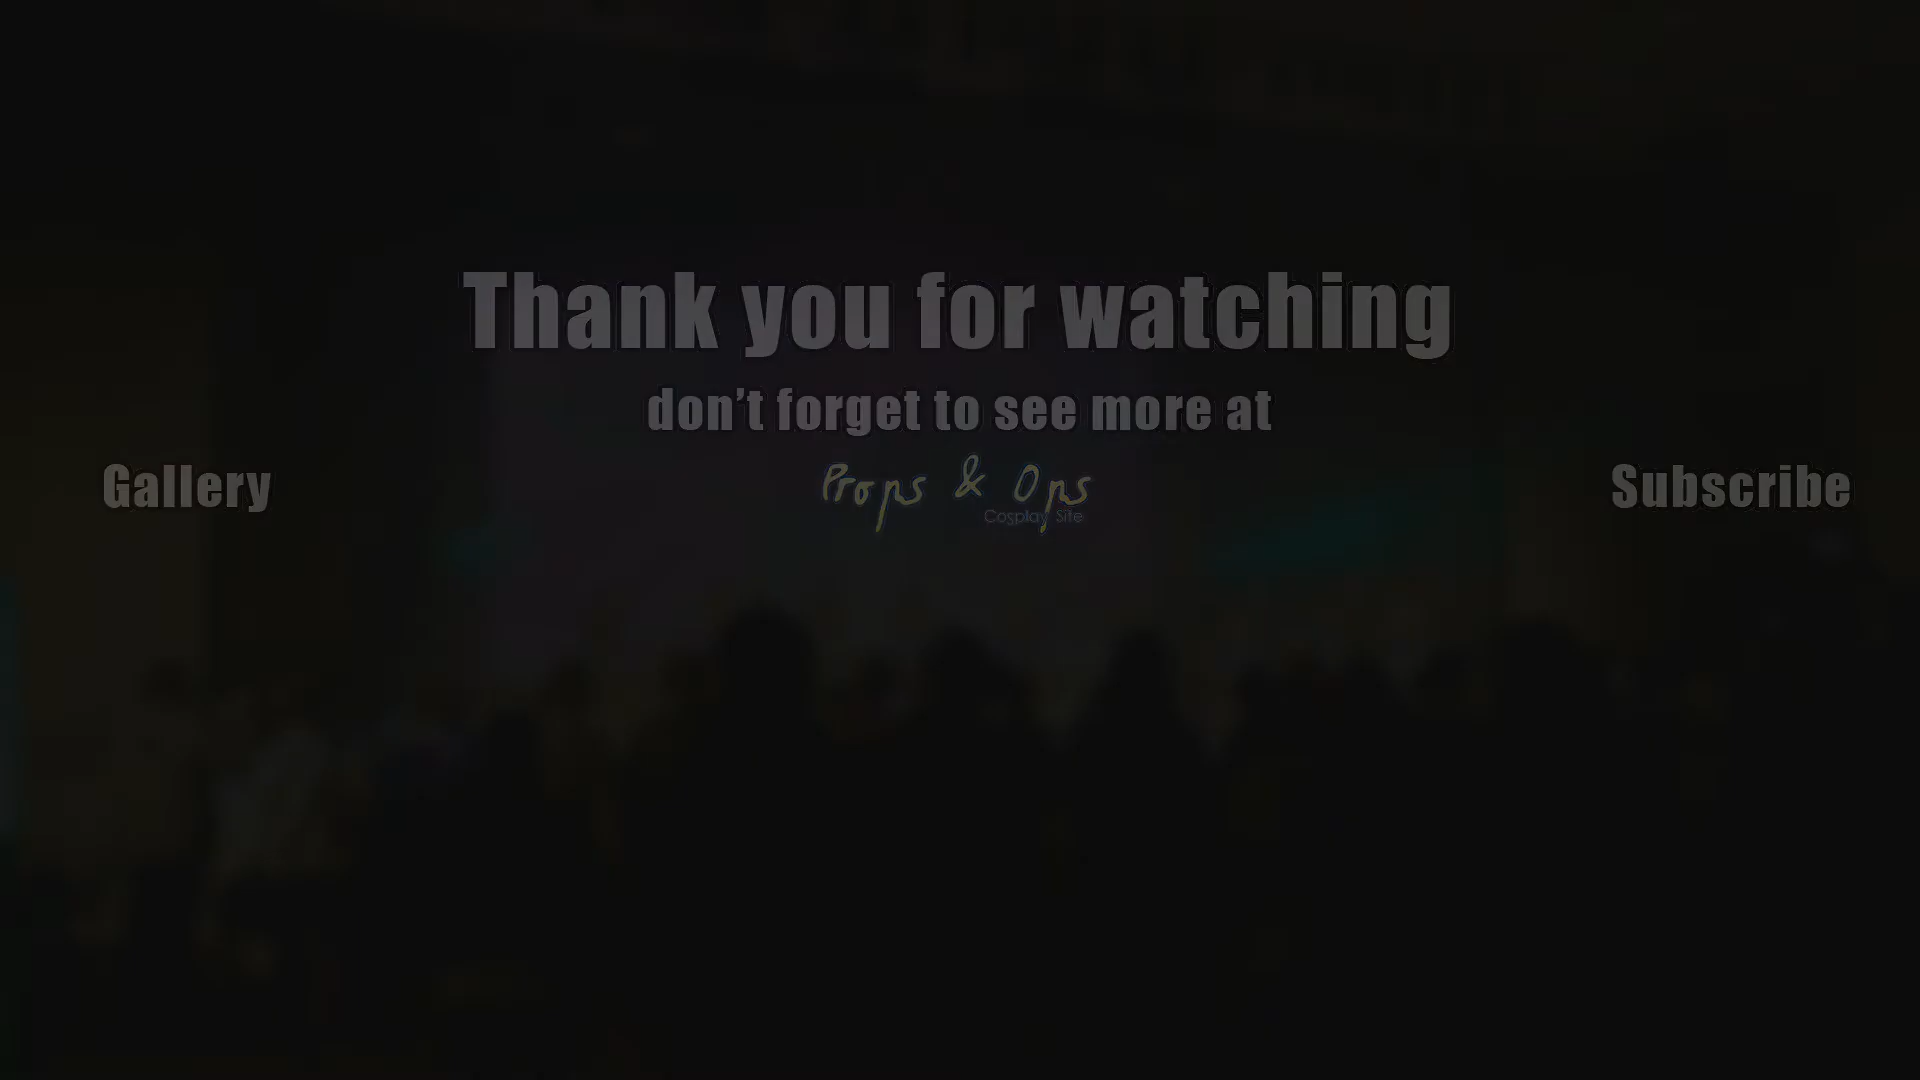 Thank you for watching
don’t forget to see more at
Gallery
Props & Ops
Subscribe
Cosplay Site